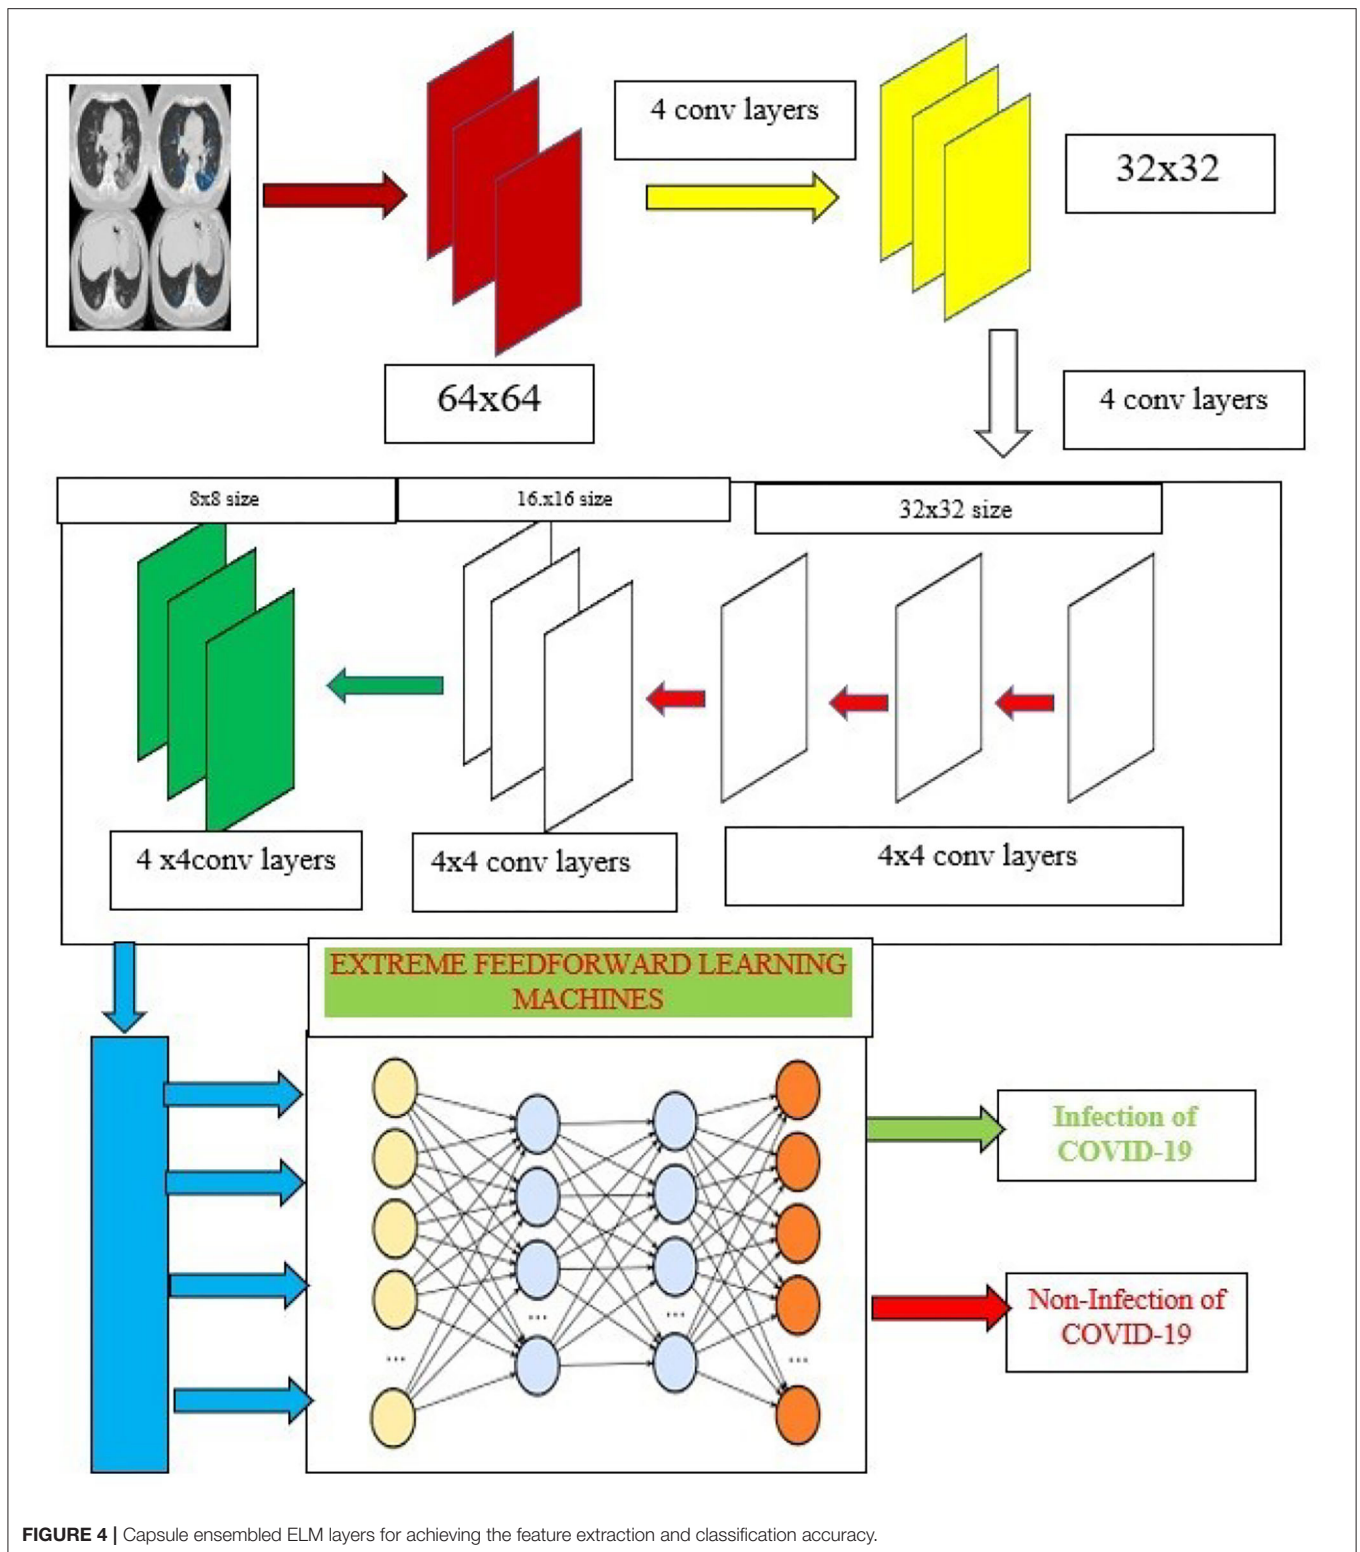 4 conv layers
32x32
64x64
4 conv layers
8x8 size
16.x16 size
32x32 size
4 x4conv layers
4x4 conv layers
4x4 conv layers
EXTREME FEEDFORWARD LEARNING
MACHINES
...
...
...
...
Infection of
COVID-19
Non-Infection of
COVID-19
FIGURE 4 | Capsule ensembled ELM layers for achieving the feature extraction and classification accuracy.